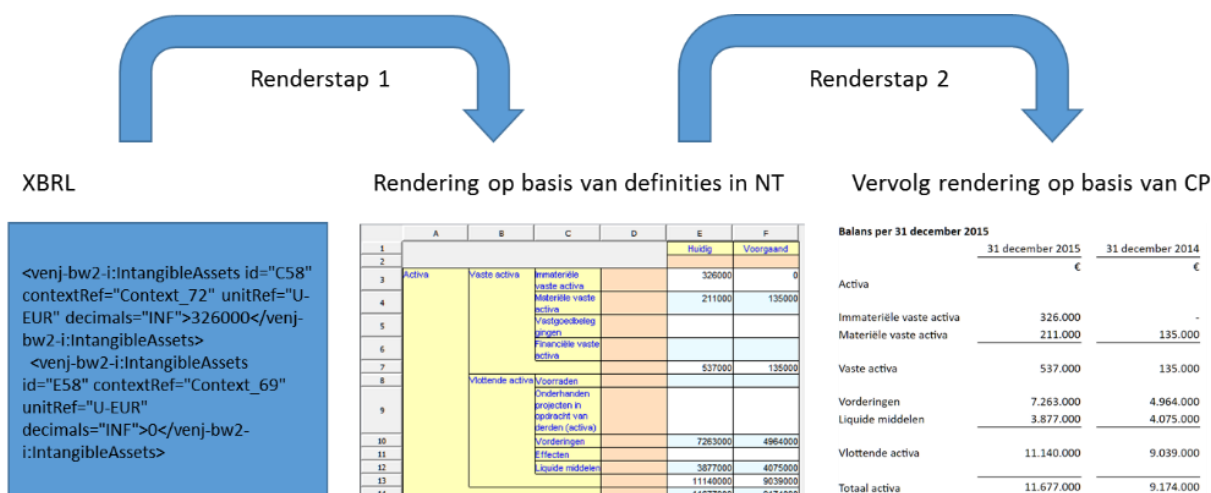 Renderstap 1
Renderstap 2
XBRL
Rendering op basis van definities in NT
Vervolg rendering op basis van CP
<venj-bw2-i:IntangibleAssets id="C58"
contextRef="Context_72" unitRef="U-
EUR" decimals="INF">326000</venj-
bw2-i:IntangibleAssets>
<venj-bw2-i:IntangibleAssets
id="E58" contextRef="Context_69"
unitRef="U-EUR"
decimals="INF">0</venj-bw2-
i:IntangibleAssets>
A B C D E F
1 Huidig Voorgaand
2
3 Activa Vaste activa Immateriële 326000 0
vaste activa
4 Materiële vaste 211000 135000
activa
5 Vastgoedbeleg
gingen
6 Financiële vaste
activa
7 537000 135000
8 Vlottende activa Voorraden
9 Onderhanden
projecten in
opdracht van
derden (activa)
10 Vorderingen 7263000 4964000
11 Effecten
12 Liquide middelen 3877000 4075000
13 11140000 9039000
Balans per 31 december 2015
31 december 2015 31 december 2014
€ €
Activa
Immateriële vaste activa 326.000 -
Materiële vaste activa 211.000 135.000
Vaste activa 537.000 135.000
Vorderingen 7.263.000 4.964.000
Liquide middelen 3.877.000 4.075.000
Vlottende activa 11.140.000 9.039.000
Totaal activa 11.677.000 9.174.000